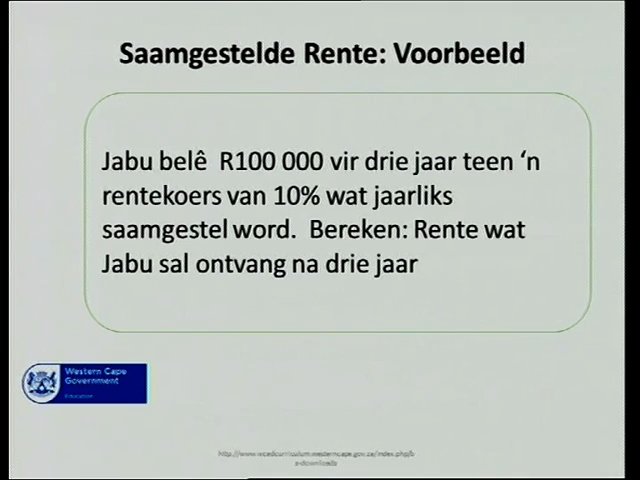 Saamgestelde Rente: Voorbeeld
Jabu belê R100 000 vir drie jaar teen ‘n
rentekoers van 10% wat jaarliks
saamgestel word. Bereken: Rente wat
Jabu sal ontvang na drie jaar
Western Cape
Government
Education